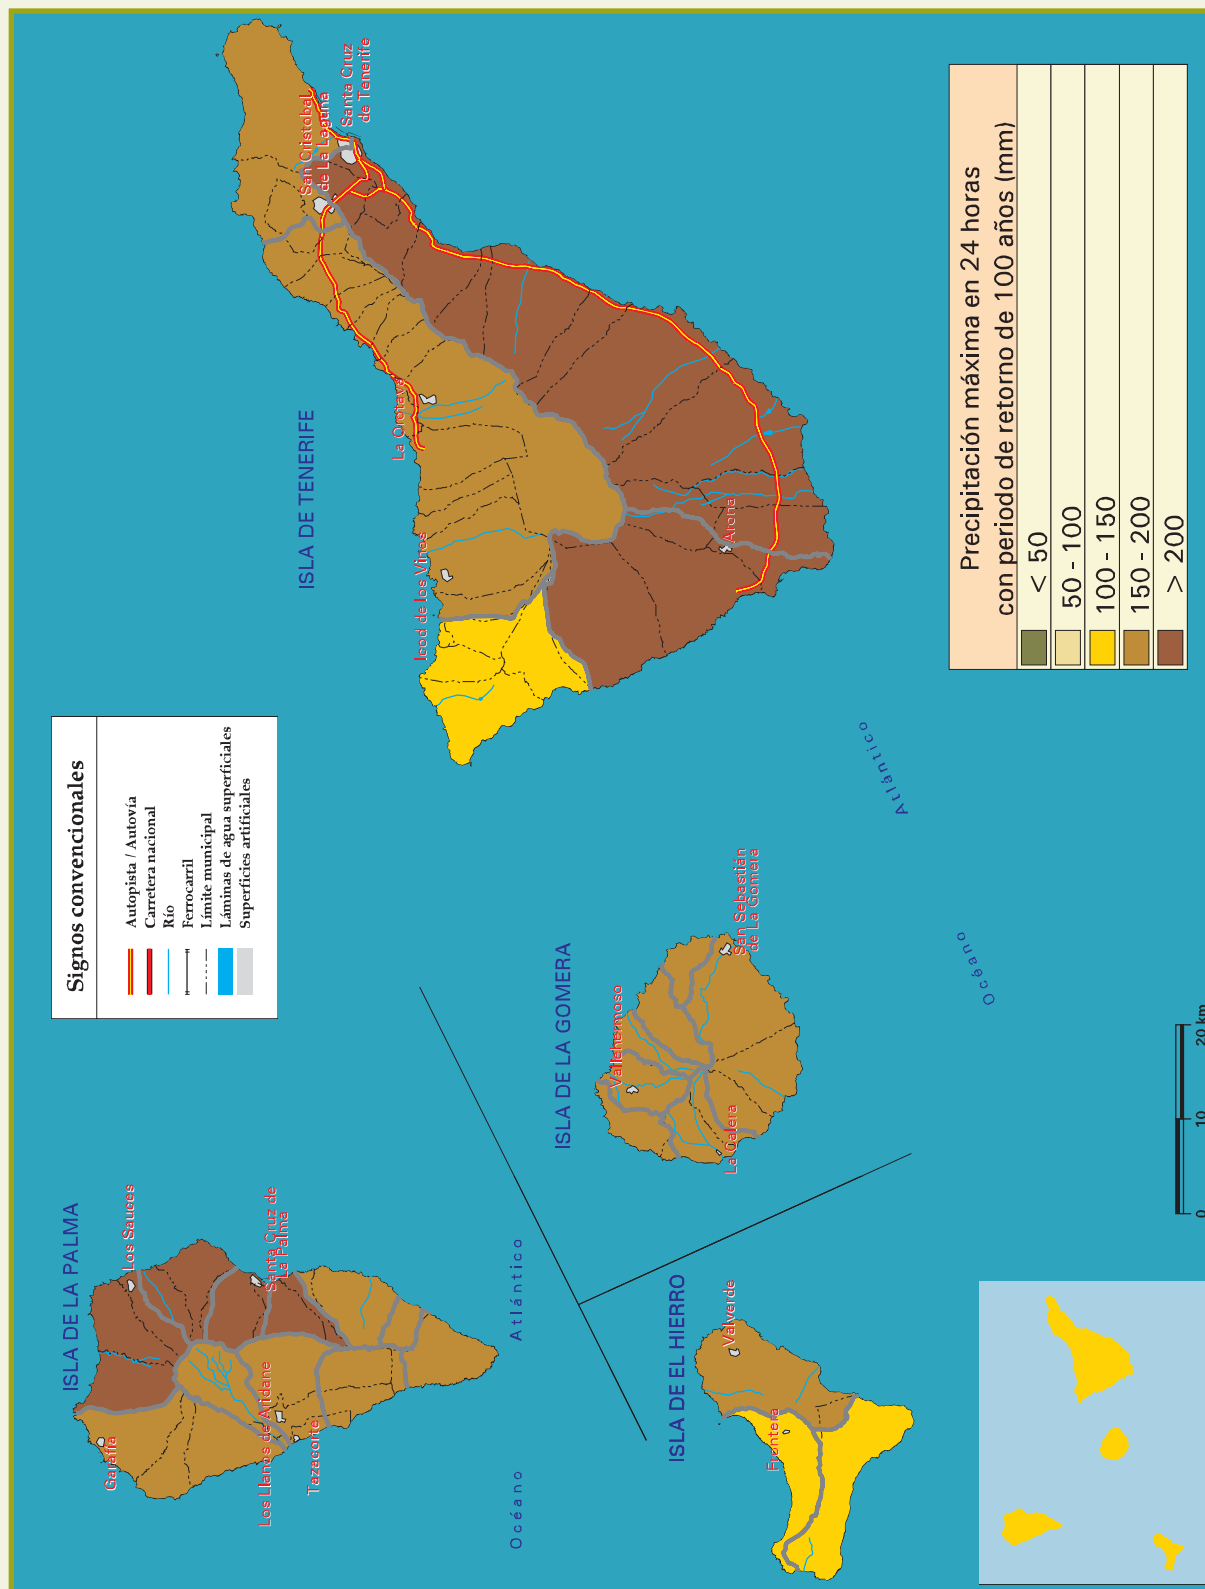 ISLA DE LA PALMA
Los Sauces
Santa Cruz de
La Palma
Garafía
Los Llanos de Aridane
Tazacorte
Signos convencionales
Autopista / Autovía
Carretera nacional
Río
Ferrocarril
Límite municipal
Láminas de agua superficiales
Superficies artificiales
ISLA DE TENERIFE
San Cristobal
de La Laguna
Santa Cruz
de Tenerife
La Orotava
Icod de los Vinos
Arona
Océano Atlántico
ISLA DE LA GOMERA
Vallehermoso
San Sebastián
de La Gomera
La Calera
ISLA DE EL HIERRO
Valverde
Frontera
Océano Atlántico
Precipitación máxima en 24 horas
con periodo de retorno de 100 años (mm)
< 50
50 - 100
100 - 150
150 - 200
> 200
0 10 20 km